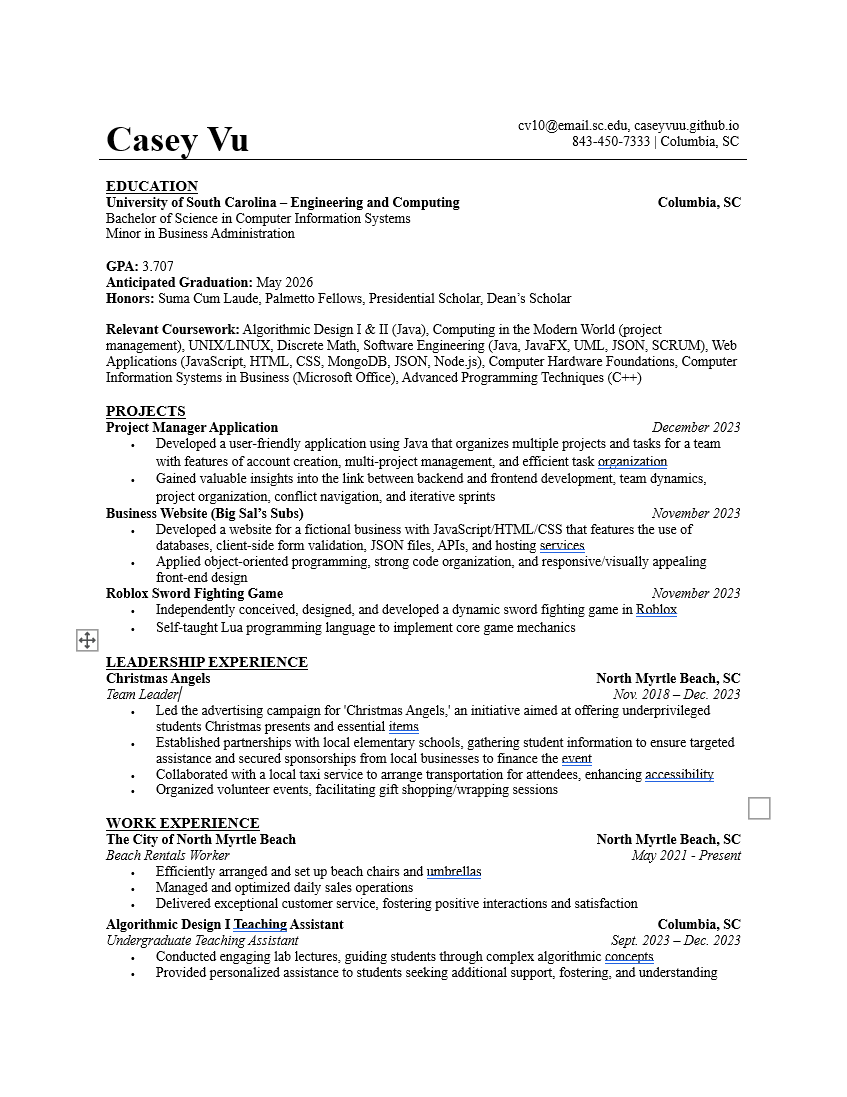 Casey Vu
cv10@email.sc.edu, caseyvuu.github.io
843-450-7333 | Columbia, SC
EDUCATION
University of South Carolina – Engineering and Computing Columbia, SC
Bachelor of Science in Computer Information Systems
Minor in Business Administration
GPA: 3.707
Anticipated Graduation: May 2026
Honors: Suma Cum Laude, Palmetto Fellows, Presidential Scholar, Dean’s Scholar
Relevant Coursework: Algorithmic Design I & II (Java), Computing in the Modern World (project
management), UNIX/LINUX, Discrete Math, Software Engineering (Java, JavaFX, UML, JSON, SCRUM), Web
Applications (JavaScript, HTML, CSS, MongoDB, JSON, Node.js), Computer Hardware Foundations, Computer
Information Systems in Business (Microsoft Office), Advanced Programming Techniques (C++)
PROJECTS
Project Manager Application December 2023
• Developed a user-friendly application using Java that organizes multiple projects and tasks for a team
with features of account creation, multi-project management, and efficient task organization
• Gained valuable insights into the link between backend and frontend development, team dynamics,
project organization, conflict navigation, and iterative sprints
Business Website (Big Sal’s Subs) November 2023
• Developed a website for a fictional business with JavaScript/HTML/CSS that features the use of
databases, client-side form validation, JSON files, APIs, and hosting services
• Applied object-oriented programming, strong code organization, and responsive/visually appealing
front-end design
Roblox Sword Fighting Game November 2023
• Independently conceived, designed, and developed a dynamic sword fighting game in Roblox
• Self-taught Lua programming language to implement core game mechanics
LEADERSHIP EXPERIENCE
Christmas Angels North Myrtle Beach, SC
Team Leader Nov. 2018 – Dec. 2023
• Led the advertising campaign for 'Christmas Angels,' an initiative aimed at offering underprivileged
students Christmas presents and essential items
• Established partnerships with local elementary schools, gathering student information to ensure targeted
assistance and secured sponsorships from local businesses to finance the event
• Collaborated with a local taxi service to arrange transportation for attendees, enhancing accessibility
• Organized volunteer events, facilitating gift shopping/wrapping sessions
WORK EXPERIENCE
The City of North Myrtle Beach North Myrtle Beach, SC
Beach Rentals Worker May 2021 - Present
• Efficiently arranged and set up beach chairs and umbrellas
• Managed and optimized daily sales operations
• Delivered exceptional customer service, fostering positive interactions and satisfaction
Algorithmic Design I Teaching Assistant Columbia, SC
Undergraduate Teaching Assistant Sept. 2023 – Dec. 2023
• Conducted engaging lab lectures, guiding students through complex algorithmic concepts
• Provided personalized assistance to students seeking additional support, fostering, and understanding